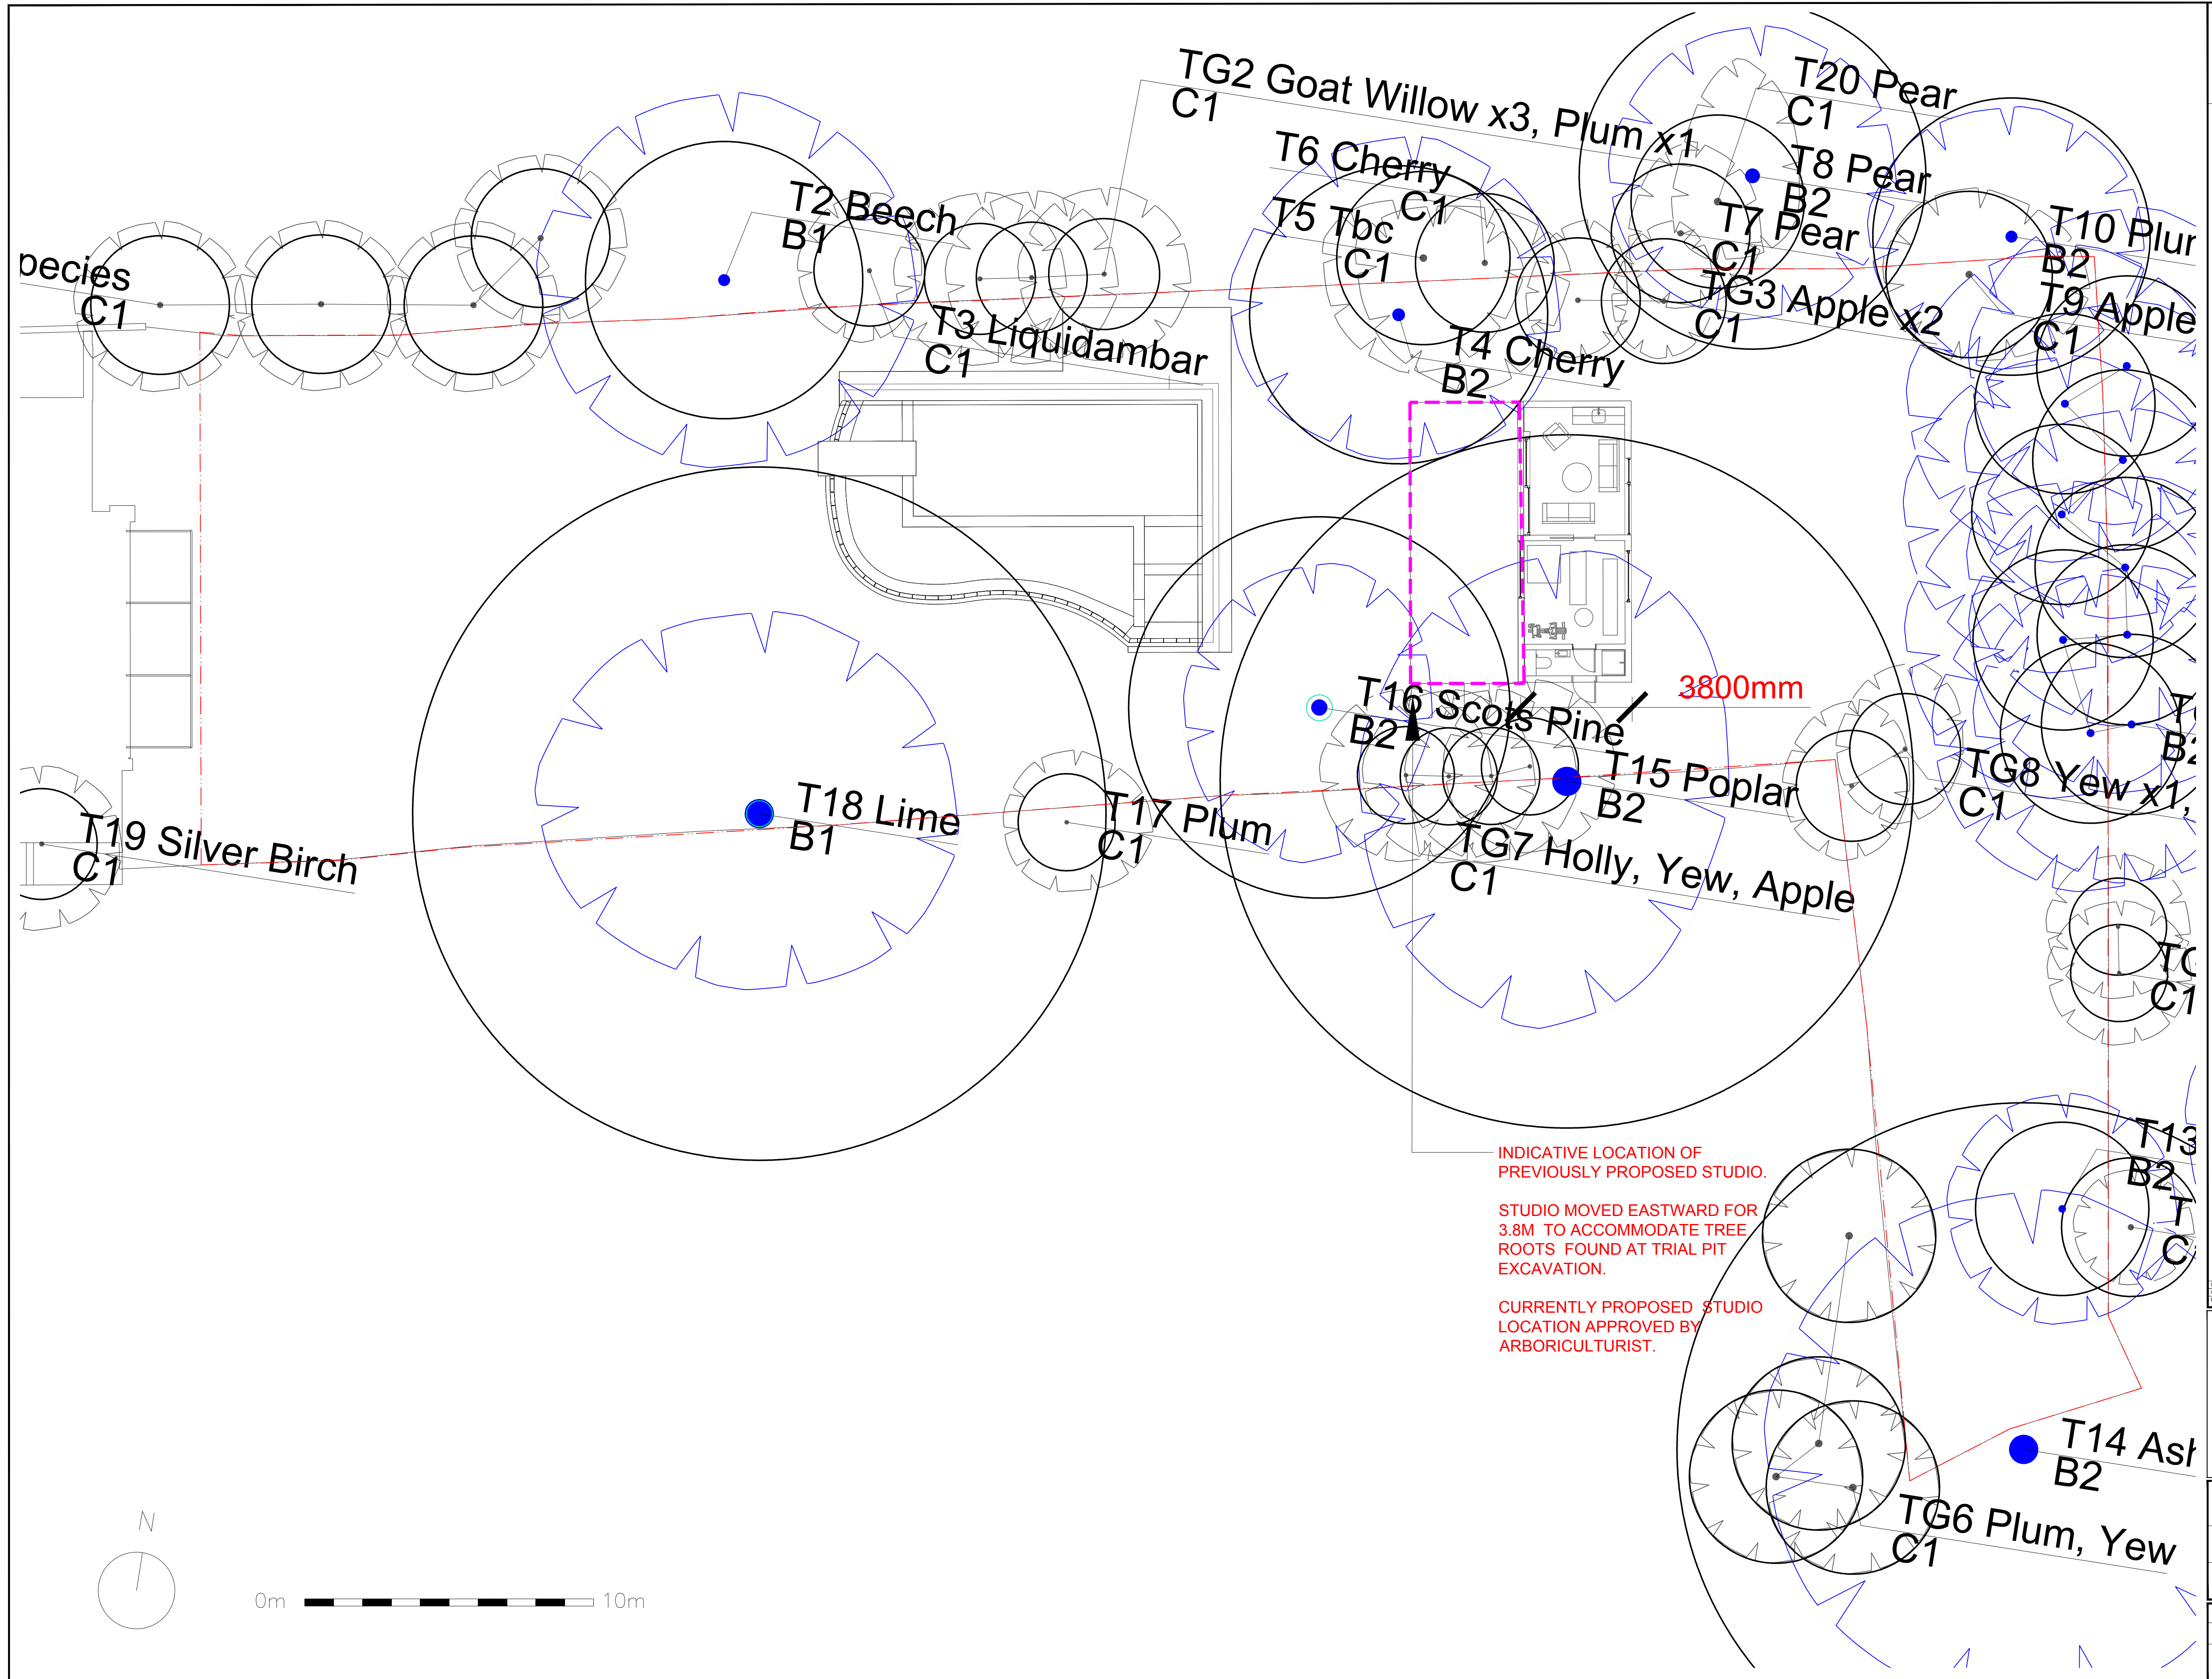 TG2 Goat Willow x3, Plum x1
C1
T20 Pear
C1
T6 Cherry
C1
T8 Pear
B2
T2 Beech
B1
T5 Tbc
C1
T7 Pear
C1
T10 Plum
B2
pecies
C1
TG3 Apple x2
C1
T9 Apple
C1
T3 Liquidambar
C1
T4 Cherry
B2
3800mm
T16 Scots Pine
B2
B2
T15 Poplar
B2
TG8 Yew x1,
C1
T18 Lime
B1
T17 Plum
C1
T19 Silver Birch
C1
TG7 Holly, Yew, Apple
C1
C1
T13
B2
INDICATIVE LOCATION OF
PREVIOUSLY PROPOSED STUDIO.
STUDIO MOVED EASTWARD FOR
3.8M TO ACCOMMODATE TREE
ROOTS FOUND AT TRIAL PIT
EXCAVATION.
CURRENTLY PROPOSED STUDIO
LOCATION APPROVED BY
ARBORICULTURIST.
T14 Ash
B2
TG6 Plum, Yew
C1
N
0m
10m